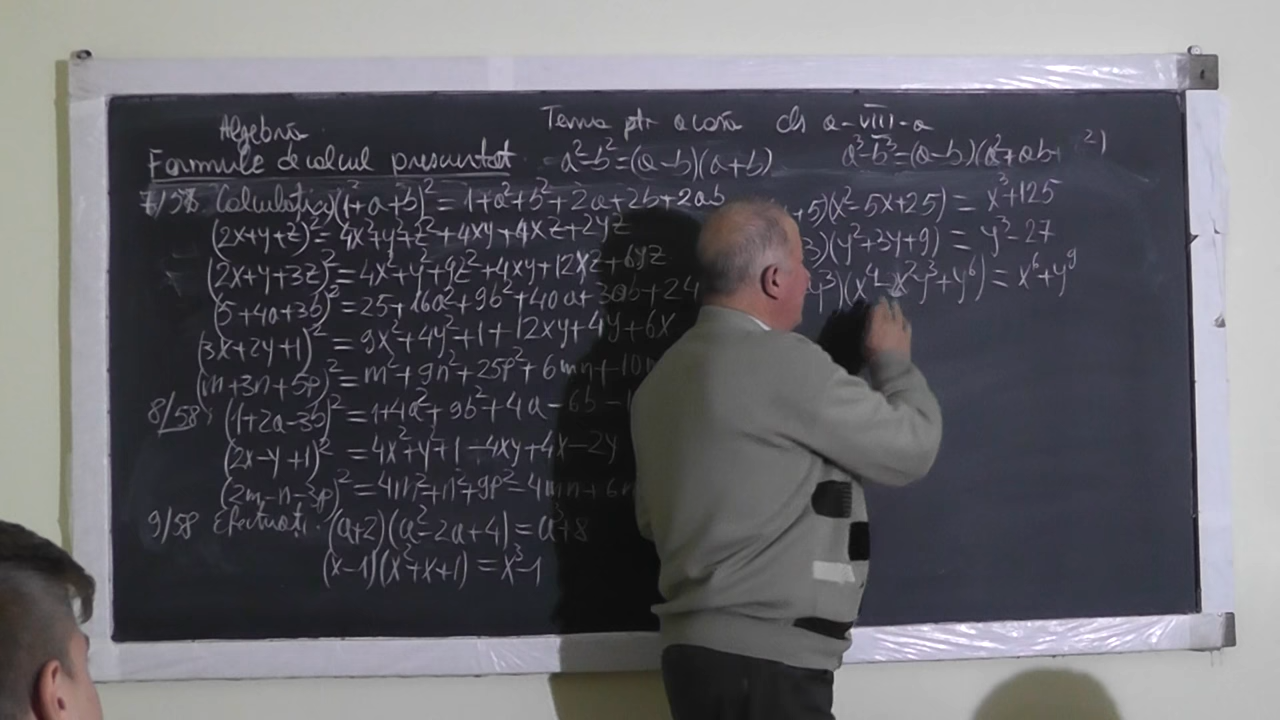 Algebra
Tema ptr acasă cls a-VIII-a
Formule de calcul prescurtat a²-b²=(a-b)(a+b) a³-b³=(a-b)(a²+ab+ ²)
7/58 Calculați (1+a+b)² = 1+a²+b²+2a+2b+2ab
(2x+y+z)² = 4x²+y²+z²+4xy+4xz+2yz
(2x+y+3z)² = 4x²+y²+9z²+4xy+12xz+6yz
(5+4a+3b)² = 25+16a²+9b²+40a+30b+24
(3x+2y+1)² = 9x²+4y²+1+12xy+4y+6x
(m+3n+5p)² = m²+9n²+25p²+6mn+10m
8/58 (1+2a-3b)² = 1+4a²+9b²+4a-6b-1
(2x-y+1)² = 4x²+y+1-4xy+4x-2y
(2m-n-3p)² = 4m²+n²+9p²-4mn+6n
9/58 Efectuați: (a+2)(a²-2a+4) = a³+8
(x-1)(x²+x+1) = x³-1
+5)(x²-5x+25) = x³+125
3)(y²+3y+9) = y³-27
y³)(x⁴-x²y³+y⁶) = x⁶+y⁹